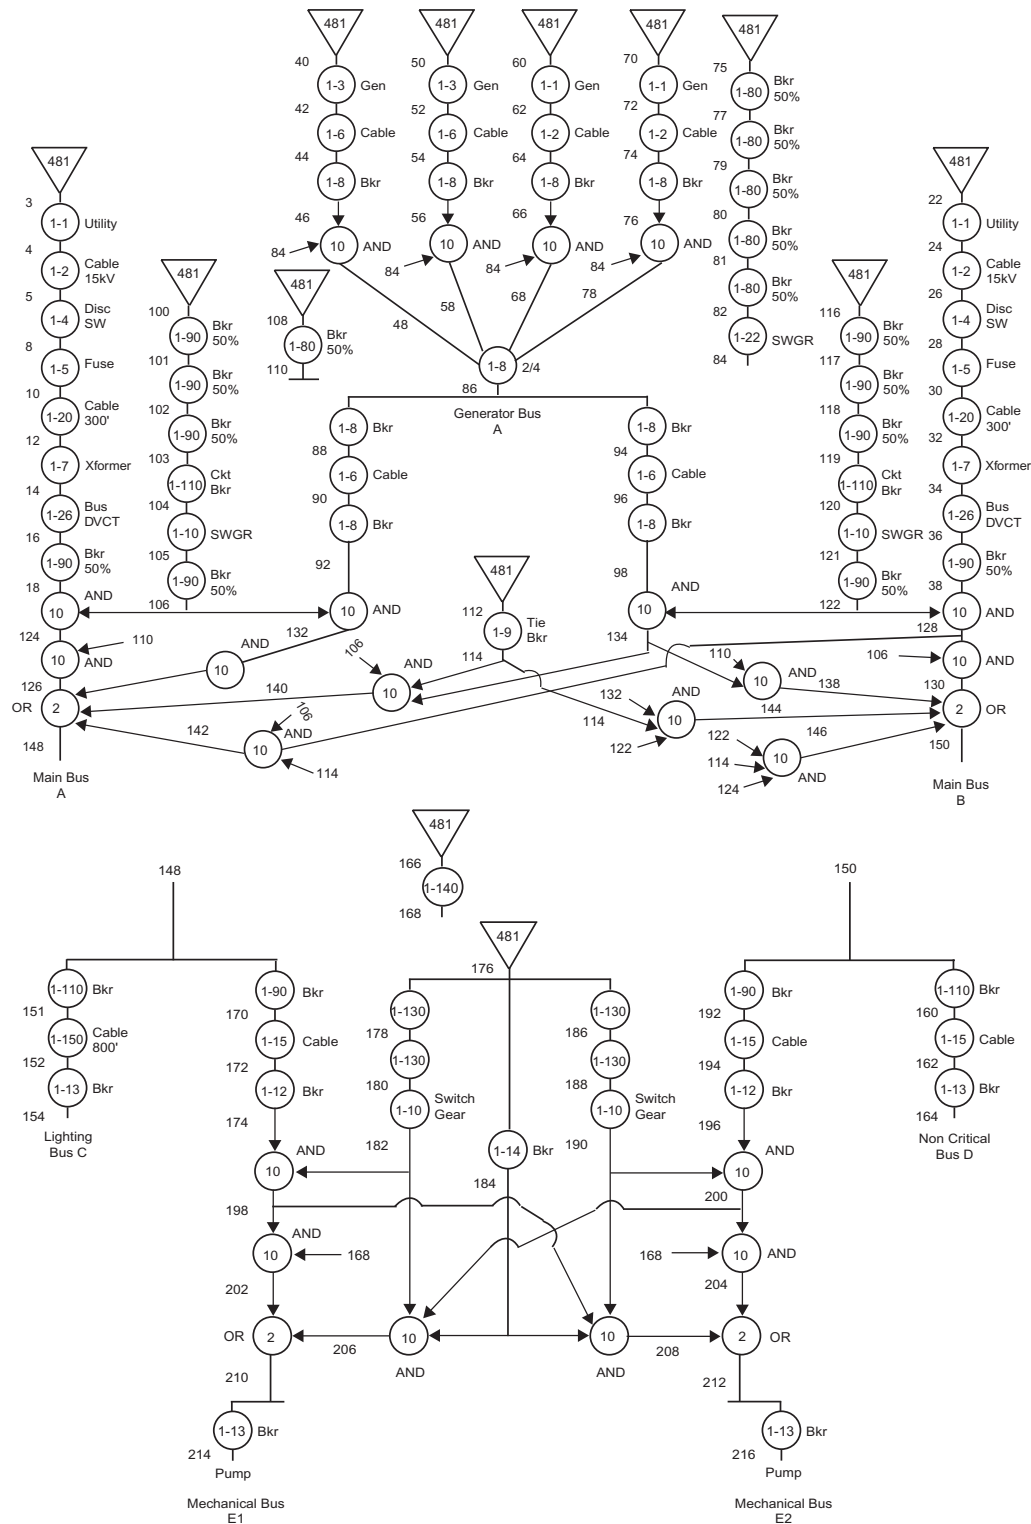 481 481 481 481 481
40 50 60 70 75
1-3 Gen 1-3 Gen 1-1 Gen 1-1 Gen 1-80 Bkr 50%
42 52 62 72 77
1-6 Cable 1-6 Cable 1-2 Cable 1-2 Cable 1-80 Bkr 50%
44 54 64 74 79
1-8 Bkr 1-8 Bkr 1-8 Bkr 1-8 Bkr 1-80 Bkr 50%
46 56 66 76 80
10 AND 10 AND 10 AND 10 AND 1-80 Bkr 50%
84 84 84 84 81
1-80 Bkr 50%
82
1-22 SWGR
84
48 58 68 78
481
108
1-80 Bkr 50%
110
1-8 2/4
86
Generator Bus
A
481
3
1-1 Utility
4
1-2 Cable 15kV
5
1-4 Disc SW
8
1-5 Fuse
10
1-20 Cable 300'
12
1-7 Xformer
14
1-26 Bus DVCT
16
1-90 Bkr 50%
18
10 AND
124
10 AND
110
126
OR 2
148
Main Bus
A
481
100
1-90 Bkr 50%
101
1-90 Bkr 50%
102
1-90 Bkr 50%
103
1-110 Ckt Bkr
104
1-10 SWGR
105
1-90 Bkr 50%
106
1-8 Bkr
88
1-6 Cable
90
1-8 Bkr
92
10 AND
132
AND
10
1-8 Bkr
94
1-6 Cable
96
1-8 Bkr
98
AND
10
134
481
112
1-9 Tie Bkr
114
106
AND
10
140
106
AND
10
142
114
110
AND
10
138
132
AND
10
144
114
122
122
114
124
10
AND
146
481
116
1-90 Bkr 50%
117
1-90 Bkr 50%
118
1-90 Bkr 50%
119
1-110 Ckt Bkr
120
1-10 SWGR
121
1-90 Bkr 50%
122
481
22
1-1 Utility
24
1-2 Cable 15kV
26
1-4 Disc SW
28
1-5 Fuse
30
1-20 Cable 300'
32
1-7 Xformer
34
1-26 Bus DVCT
36
1-90 Bkr 50%
38
10 AND
128
106
10 AND
130
2 OR
150
Main Bus
B
481
166
1-140
168
148
1-110 Bkr
151
1-150 Cable 800'
152
1-13 Bkr
154
Lighting
Bus C
1-90 Bkr
170
1-15 Cable
172
1-12 Bkr
174
AND
10
198
AND
10
168
202
OR 2
210
1-13 Bkr
214
Pump
Mechanical Bus
E1
481
176
1-130
178
1-130
180
1-10 Switch Gear
182
1-14 Bkr
184
1-130
186
1-130
188
1-10 Switch Gear
190
206
10
AND
10
AND
208
150
1-90 Bkr
192
1-15 Cable
194
1-12 Bkr
196
AND
10
200
168
10 AND
204
2 OR
212
1-13 Bkr
216
Pump
Mechanical Bus
E2
1-110 Bkr
160
1-15 Cable
162
1-13 Bkr
164
Non Critical
Bus D